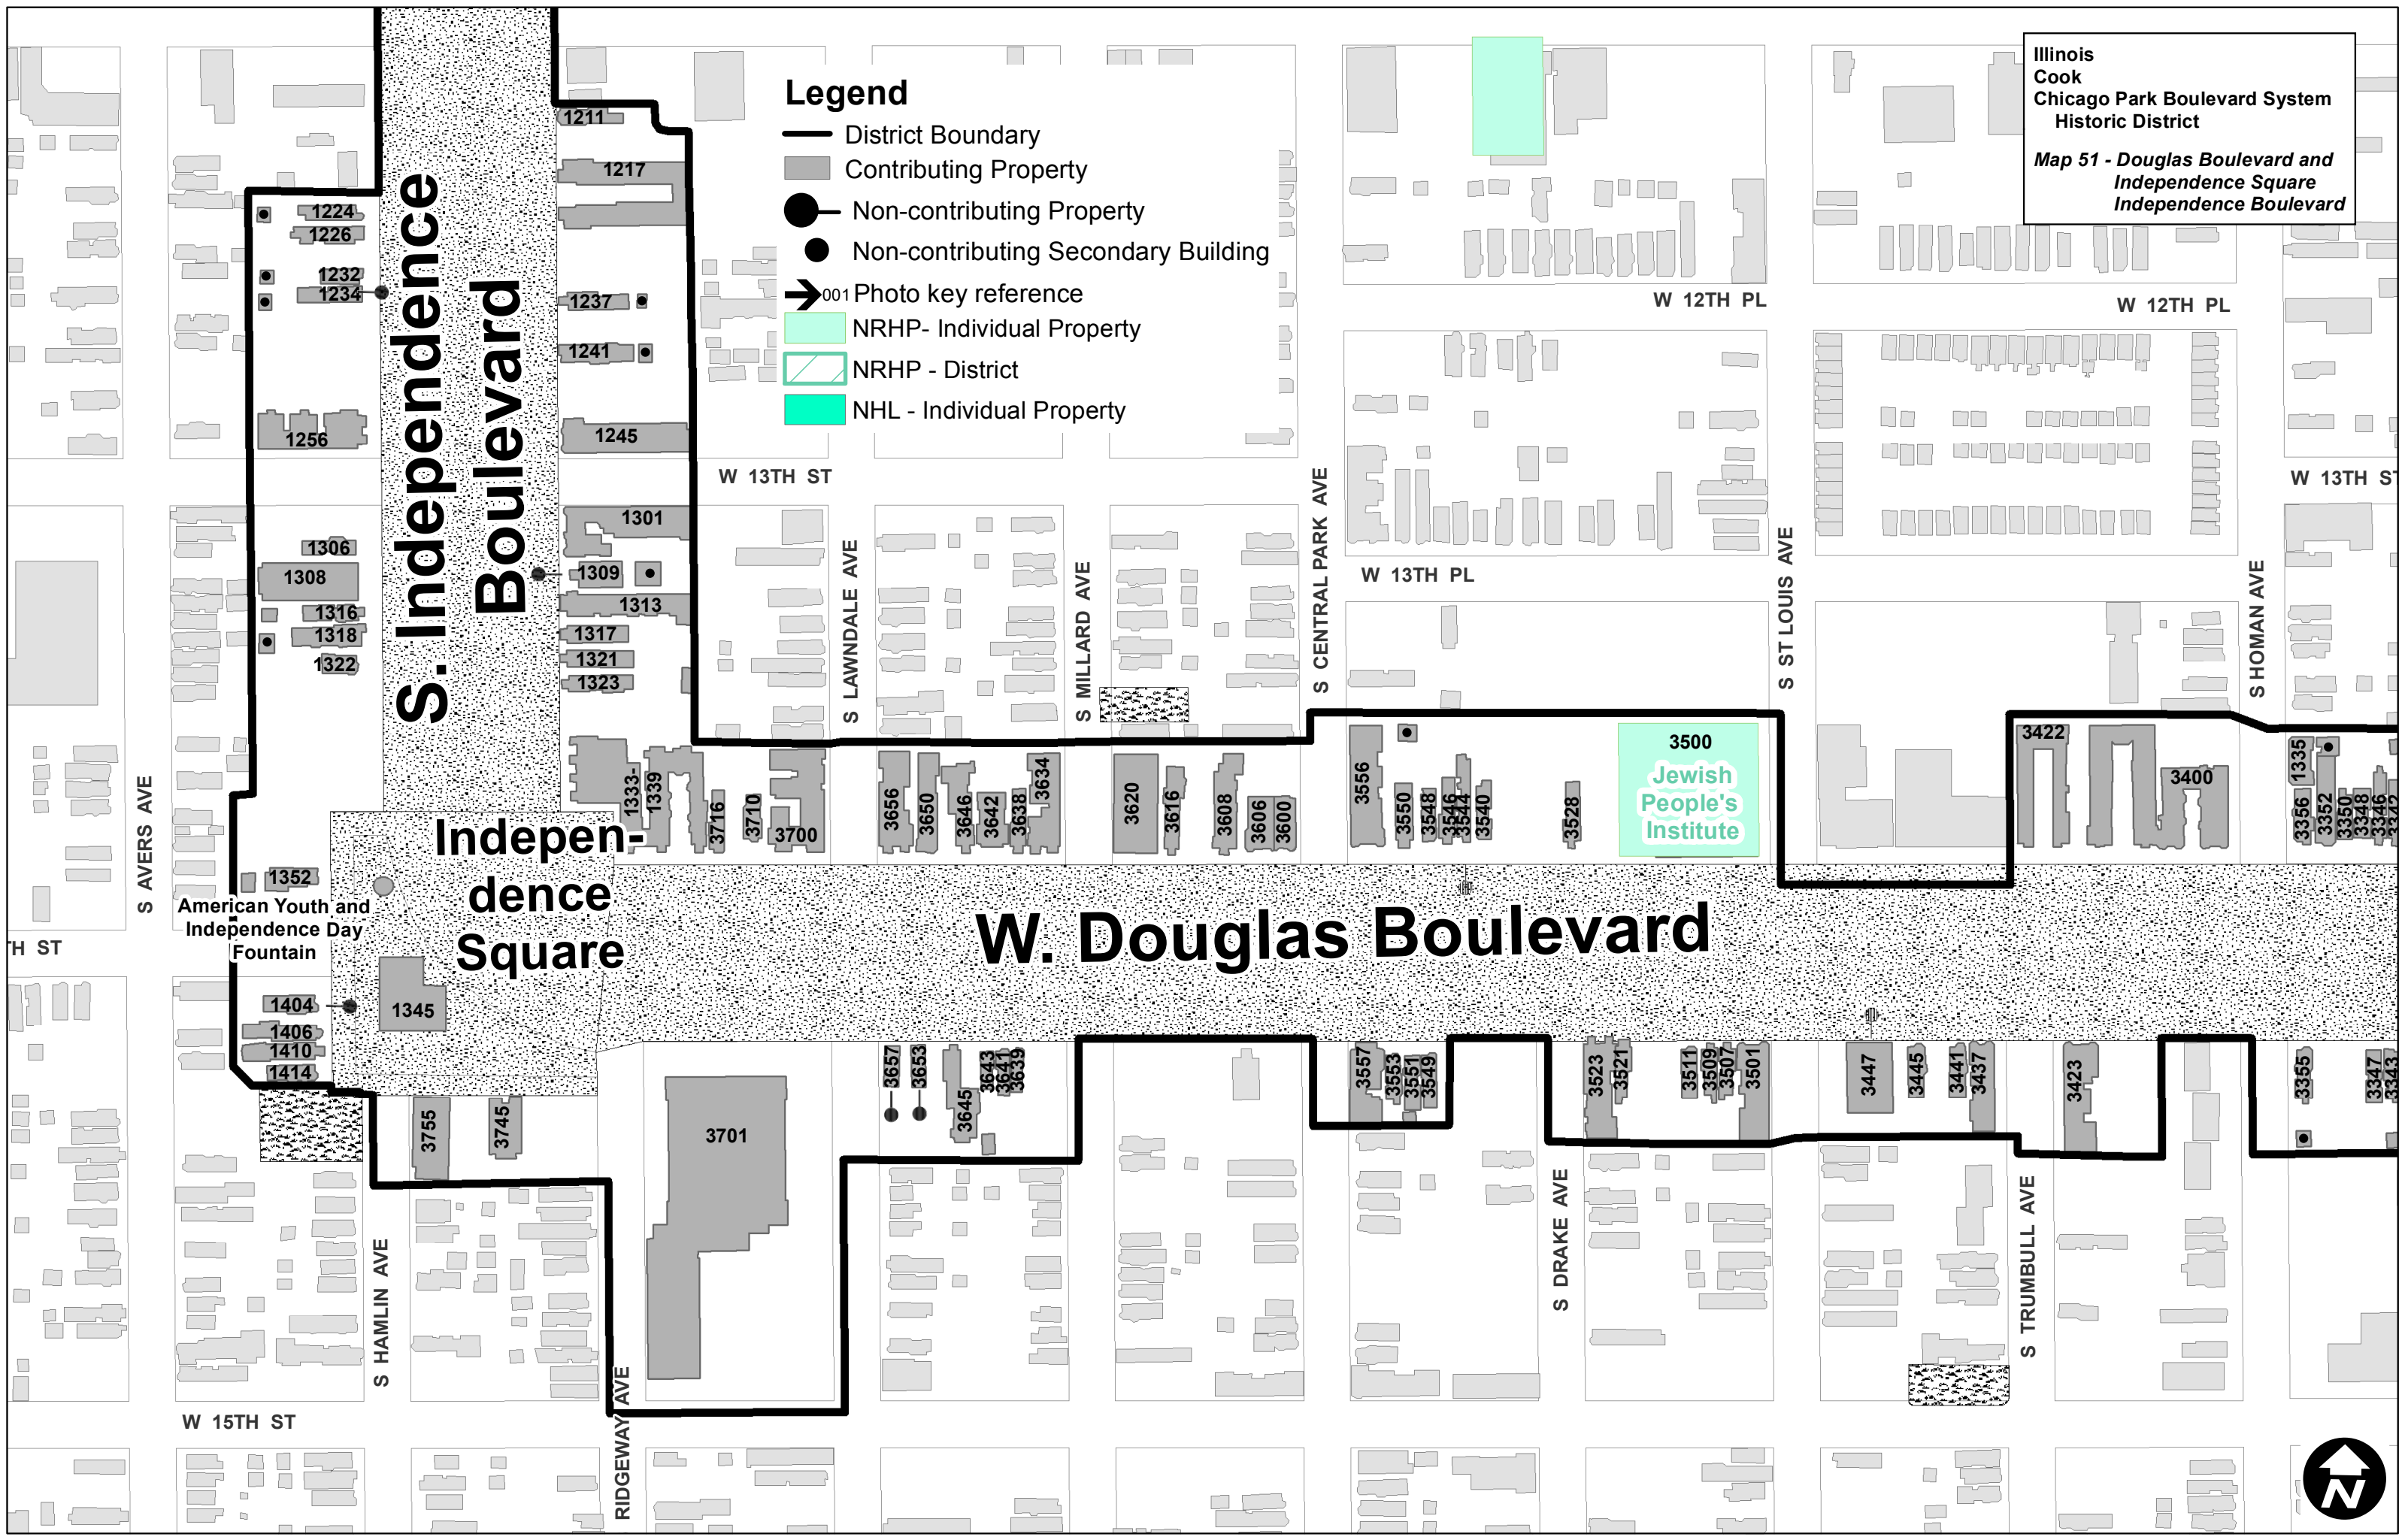 Illinois
Cook
Chicago Park Boulevard System
Historic District
Map 51 - Douglas Boulevard and
Independence Square
Independence Boulevard
Legend
District Boundary
Contributing Property
Non-contributing Property
Non-contributing Secondary Building
001 Photo key reference
NRHP- Individual Property
NRHP - District
NHL - Individual Property
S. Independence
Boulevard
1211
1217
1224
1226
1232
1234
1237
1241
1256
1245
W 12TH PL
W 12TH PL
W 13TH ST
W 13TH ST
1301
1306
1308
1309
1313
1316
1317
1318
1321
1322
1323
W 13TH PL
S AVERS AVE
S LAWNDALE AVE
S MILLARD AVE
S CENTRAL PARK AVE
S ST LOUIS AVE
S HOMAN AVE
1333-
1339
3716
3710
3700
3656
3650
3646
3642
3638
3634
3620
3616
3608
3606
3600
3556
3550
3548
3546
3544
3540
3528
3500
Jewish
People's
Institute
3422
3400
1335
3356
3352
3350
3348
3346
3342
Indepen-
dence
Square
W. Douglas Boulevard
1352
American Youth and
Independence Day
Fountain
TH ST
1404
1406
1410
1414
1345
3755
3745
3701
3657
3653
3645
3643
3641
3639
3557
3553
3551
3549
3523
3521
3511
3509
3507
3501
3447
3445
3441
3437
3423
3355
3347
3343
S HAMLIN AVE
RIDGEWAY AVE
S DRAKE AVE
S TRUMBULL AVE
W 15TH ST
N